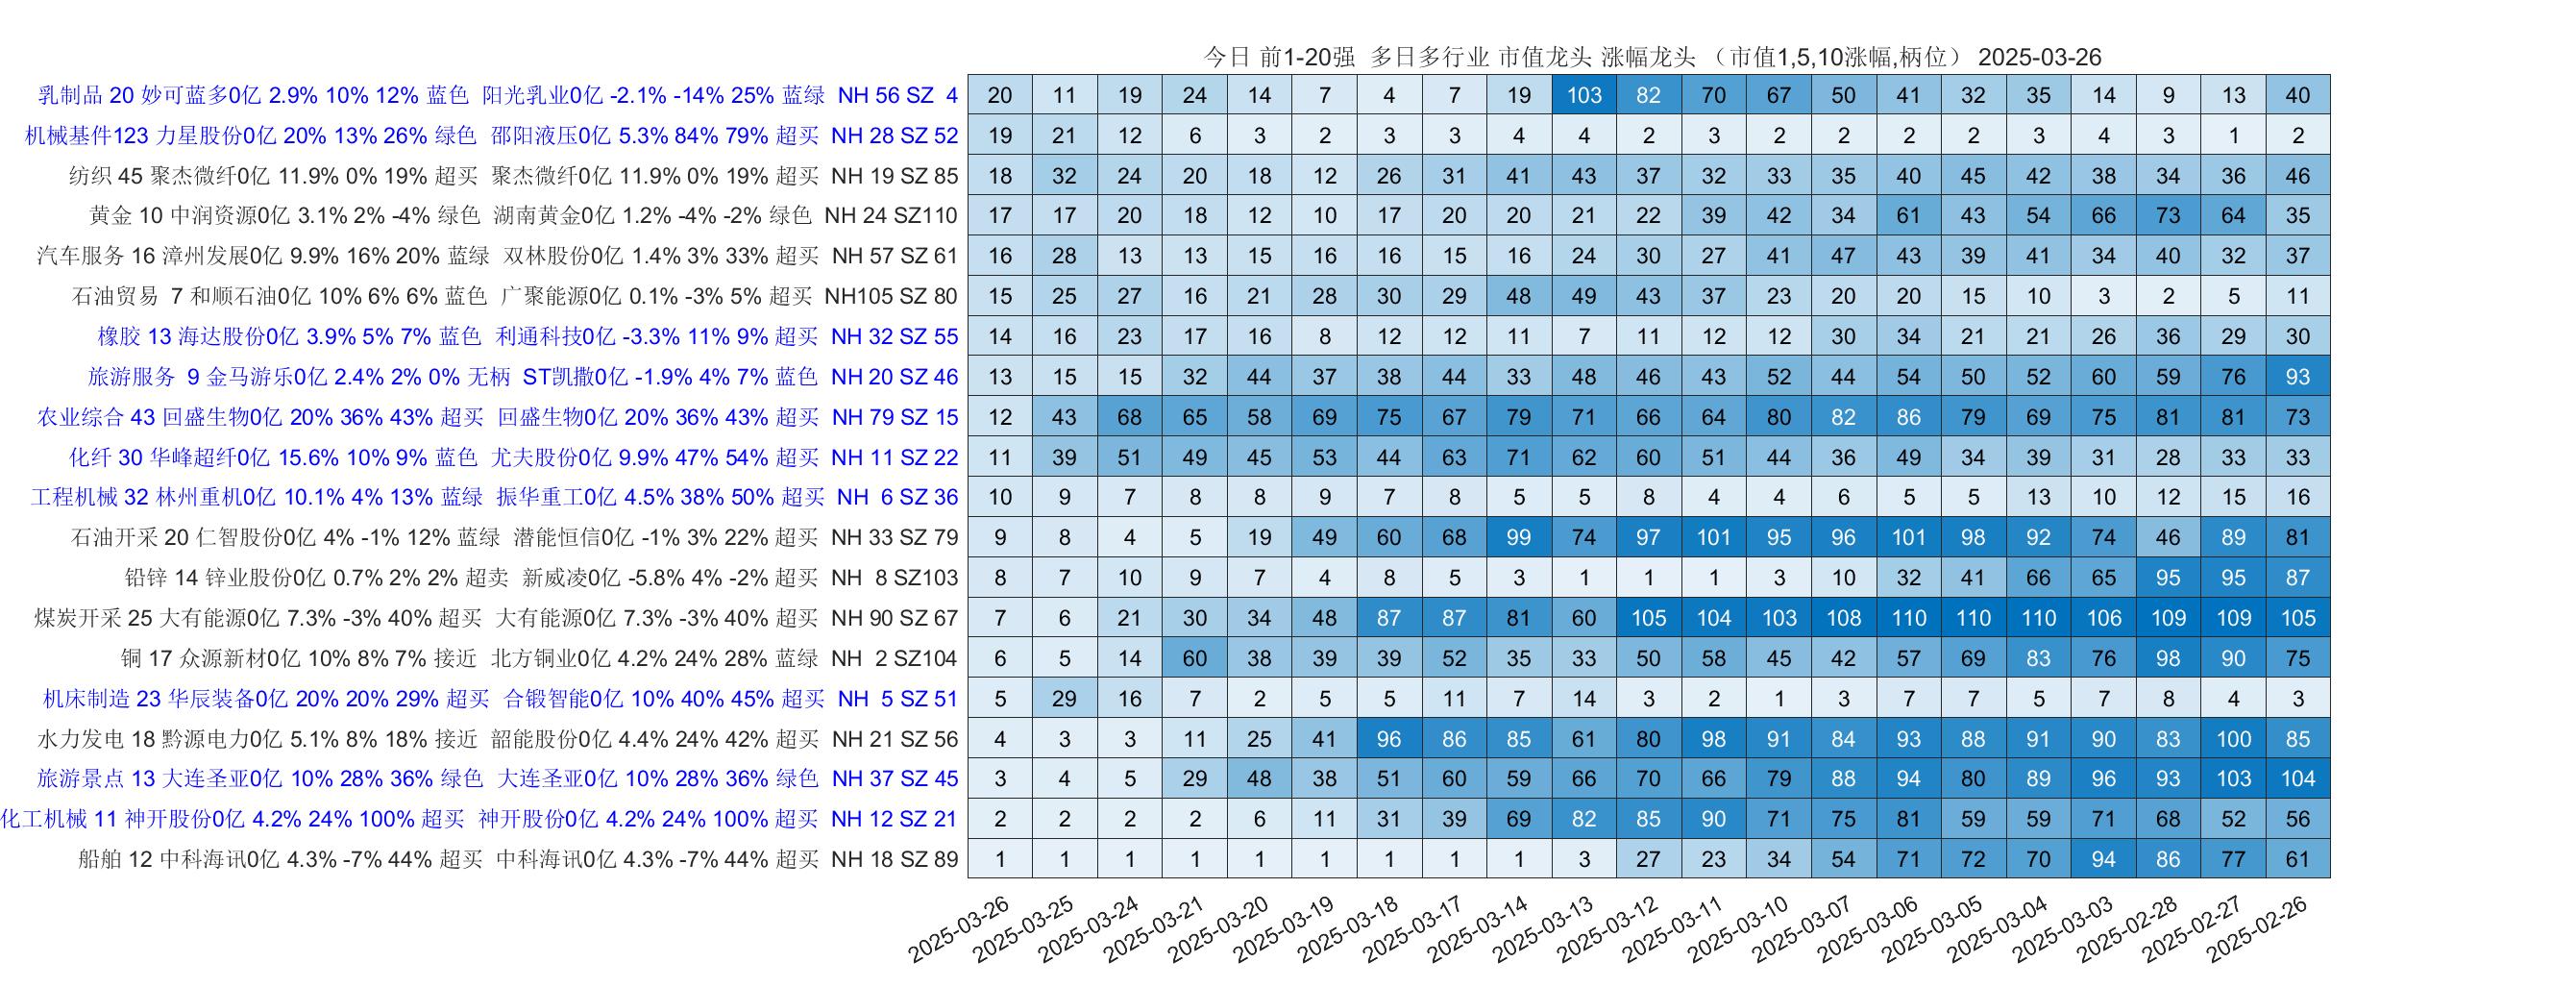 今日 前1-20强  多日多行业 市值龙头 涨幅龙头 （市值1,5,10涨幅,柄位） 2025-03-26
乳制品 20 妙可蓝多0亿 2.9% 10% 12% 蓝色  阳光乳业0亿 -2.1% -14% 25% 蓝绿  NH 56 SZ  4 20 11 19 24 14 7 4 7 19 103 82 70 67 50 41 32 35 14 9 13 40
机械基件123 力星股份0亿 20% 13% 26% 绿色  邵阳液压0亿 5.3% 84% 79% 超买  NH 28 SZ 52 19 21 12 6 3 2 3 3 4 4 2 3 2 2 2 2 3 4 3 1 2
纺织 45 聚杰微纤0亿 11.9% 0% 19% 超买  聚杰微纤0亿 11.9% 0% 19% 超买  NH 19 SZ 85 18 32 24 20 18 12 26 31 41 43 37 32 33 35 40 45 42 38 34 36 46
黄金 10 中润资源0亿 3.1% 2% -4% 绿色  湖南黄金0亿 1.2% -4% -2% 绿色  NH 24 SZ110 17 17 20 18 12 10 17 20 20 21 22 39 42 34 61 43 54 66 73 64 35
汽车服务 16 漳州发展0亿 9.9% 16% 20% 蓝绿  双林股份0亿 1.4% 3% 33% 超买  NH 57 SZ 61 16 28 13 13 15 16 16 15 16 24 30 27 41 47 43 39 41 34 40 32 37
石油贸易  7 和顺石油0亿 10% 6% 6% 蓝色  广聚能源0亿 0.1% -3% 5% 超买  NH105 SZ 80 15 25 27 16 21 28 30 29 48 49 43 37 23 20 20 15 10 3 2 5 11
橡胶 13 海达股份0亿 3.9% 5% 7% 蓝色  利通科技0亿 -3.3% 11% 9% 超买  NH 32 SZ 55 14 16 23 17 16 8 12 12 11 7 11 12 12 30 34 21 21 26 36 29 30
旅游服务  9 金马游乐0亿 2.4% 2% 0% 无柄  ST凯撒0亿 -1.9% 4% 7% 蓝色  NH 20 SZ 46 13 15 15 32 44 37 38 44 33 48 46 43 52 44 54 50 52 60 59 76 93
农业综合 43 回盛生物0亿 20% 36% 43% 超买  回盛生物0亿 20% 36% 43% 超买  NH 79 SZ 15 12 43 68 65 58 69 75 67 79 71 66 64 80 82 86 79 69 75 81 81 73
化纤 30 华峰超纤0亿 15.6% 10% 9% 蓝色  尤夫股份0亿 9.9% 47% 54% 超买  NH 11 SZ 22 11 39 51 49 45 53 44 63 71 62 60 51 44 36 49 34 39 31 28 33 33
工程机械 32 林州重机0亿 10.1% 4% 13% 蓝绿  振华重工0亿 4.5% 38% 50% 超买  NH  6 SZ 36 10 9 7 8 8 9 7 8 5 5 8 4 4 6 5 5 13 10 12 15 16
石油开采 20 仁智股份0亿 4% -1% 12% 蓝绿  潜能恒信0亿 -1% 3% 22% 超买  NH 33 SZ 79 9 8 4 5 19 49 60 68 99 74 97 101 95 96 101 98 92 74 46 89 81
铅锌 14 锌业股份0亿 0.7% 2% 2% 超卖  新威凌0亿 -5.8% 4% -2% 超买  NH  8 SZ103 8 7 10 9 7 4 8 5 3 1 1 1 3 10 32 41 66 65 95 95 87
煤炭开采 25 大有能源0亿 7.3% -3% 40% 超买  大有能源0亿 7.3% -3% 40% 超买  NH 90 SZ 67 7 6 21 30 34 48 87 87 81 60 105 104 103 108 110 110 110 106 109 109 105
铜 17 众源新材0亿 10% 8% 7% 接近  北方铜业0亿 4.2% 24% 28% 蓝绿  NH  2 SZ104 6 5 14 60 38 39 39 52 35 33 50 58 45 42 57 69 83 76 98 90 75
机床制造 23 华辰装备0亿 20% 20% 29% 超买  合锻智能0亿 10% 40% 45% 超买  NH  5 SZ 51 5 29 16 7 2 5 5 11 7 14 3 2 1 3 7 7 5 7 8 4 3
水力发电 18 黔源电力0亿 5.1% 8% 18% 接近  韶能股份0亿 4.4% 24% 42% 超买  NH 21 SZ 56 4 3 3 11 25 41 96 86 85 61 80 98 91 84 93 88 91 90 83 100 85
旅游景点 13 大连圣亚0亿 10% 28% 36% 绿色  大连圣亚0亿 10% 28% 36% 绿色  NH 37 SZ 45 3 4 5 29 48 38 51 60 59 66 70 66 79 88 94 80 89 96 93 103 104
化工机械 11 神开股份0亿 4.2% 24% 100% 超买  神开股份0亿 4.2% 24% 100% 超买  NH 12 SZ 21 2 2 2 2 6 11 31 39 69 82 85 90 71 75 81 59 59 71 68 52 56
船舶 12 中科海讯0亿 4.3% -7% 44% 超买  中科海讯0亿 4.3% -7% 44% 超买  NH 18 SZ 89 1 1 1 1 1 1 1 1 1 3 27 23 34 54 71 72 70 94 86 77 61
2025-03-26 2025-03-25 2025-03-24 2025-03-21 2025-03-20 2025-03-19 2025-03-18 2025-03-17 2025-03-14 2025-03-13 2025-03-12 2025-03-11 2025-03-10 2025-03-07 2025-03-06 2025-03-05 2025-03-04 2025-03-03 2025-02-28 2025-02-27 2025-02-26